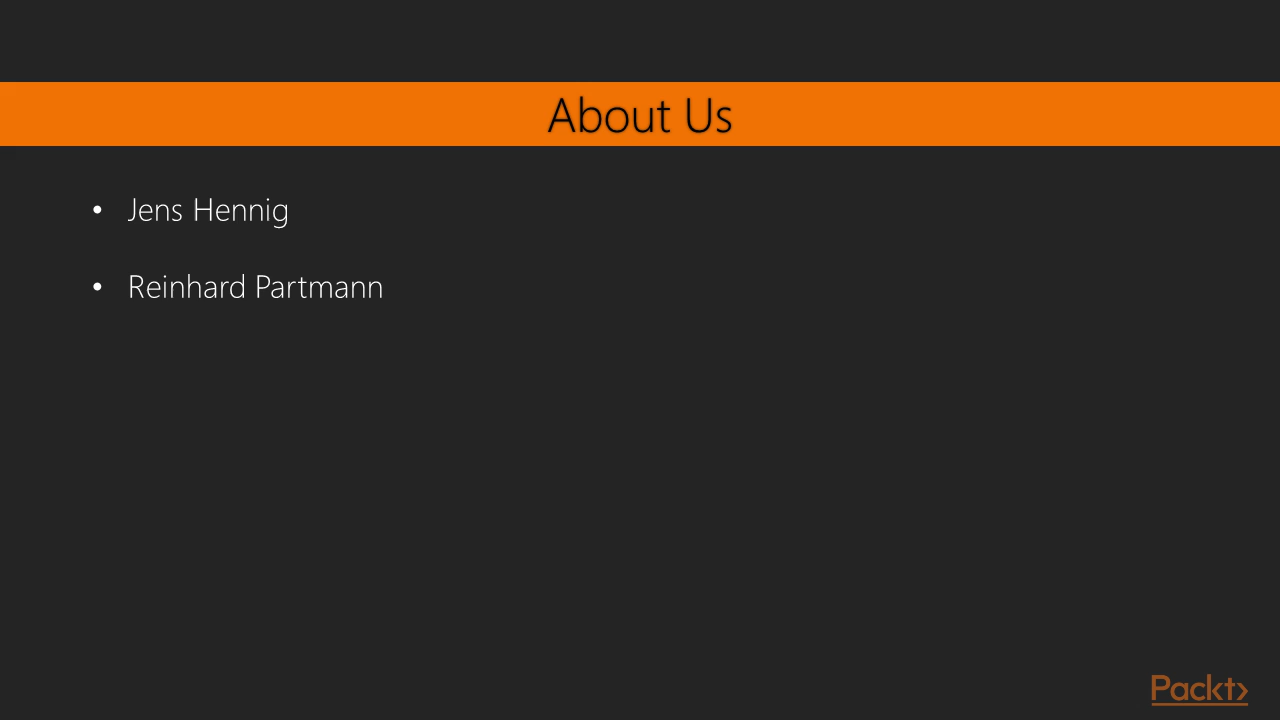 About Us
• Jens Hennig
• Reinhard Partmann
Packt>